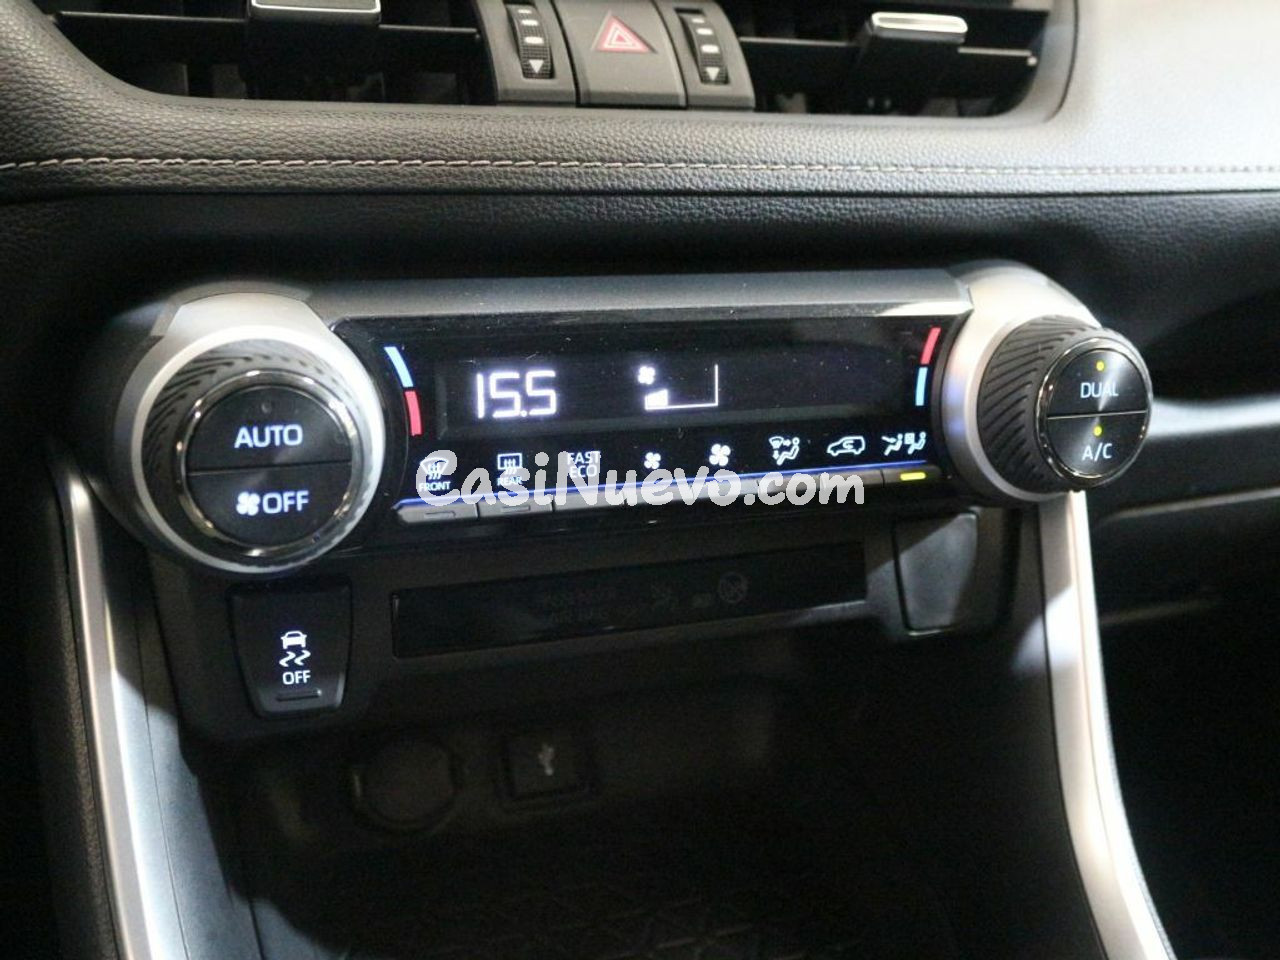 15.5
AUTO
OFF
DUAL
A/C
FRONT
REAR
FAST
ECO
CasiNuevo.com
OFF